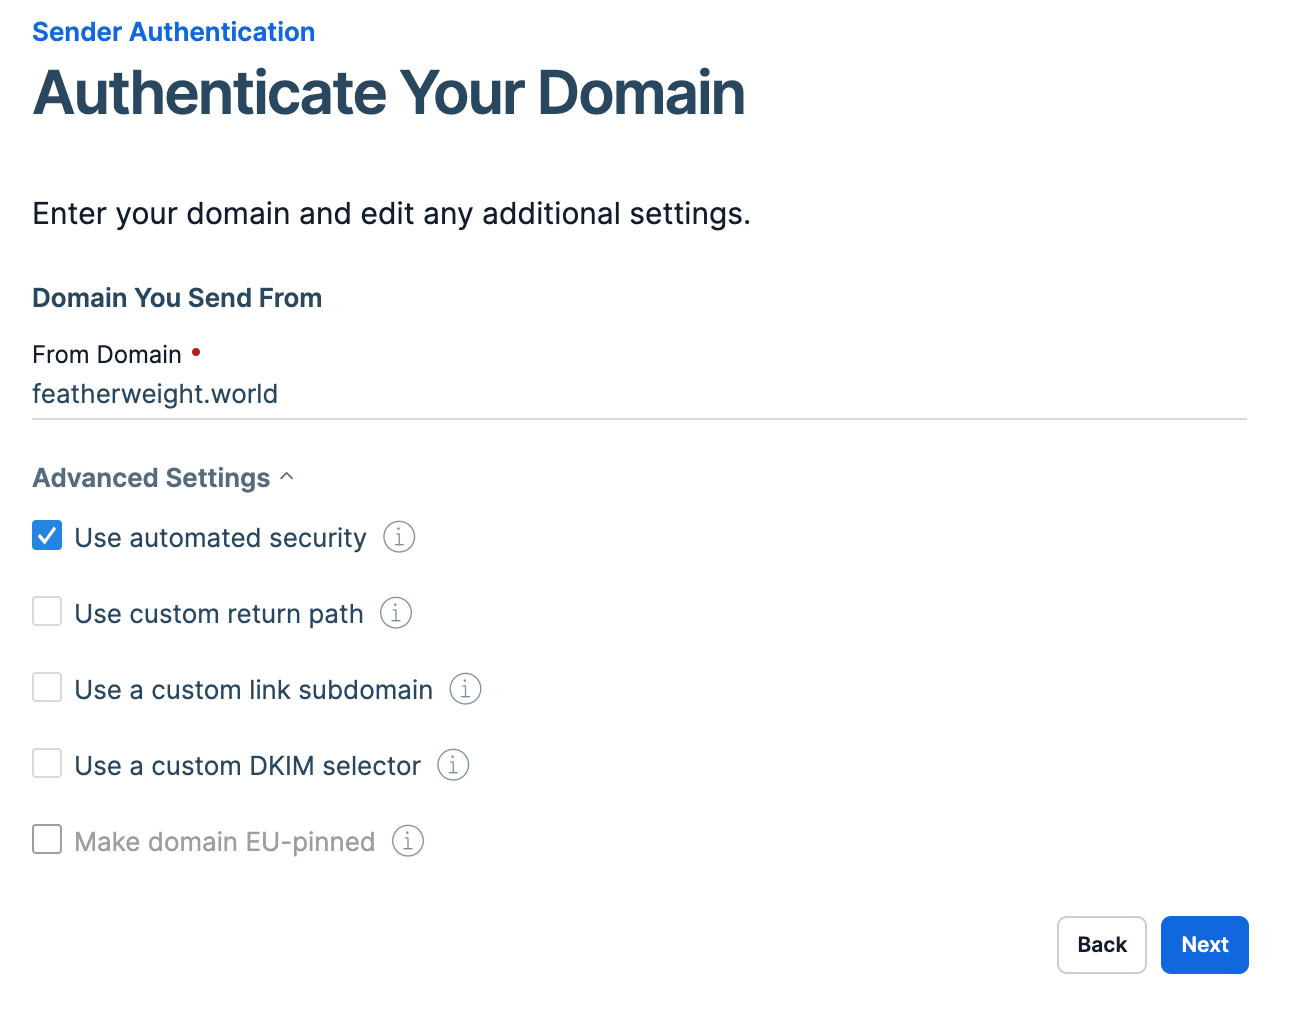 Sender Authentication
Authenticate Your Domain
Enter your domain and edit any additional settings.
Domain You Send From
From Domain •
featherweight.world
Advanced Settings
Use automated security
Use custom return path
Use a custom link subdomain
Use a custom DKIM selector
Make domain EU-pinned
Back
Next